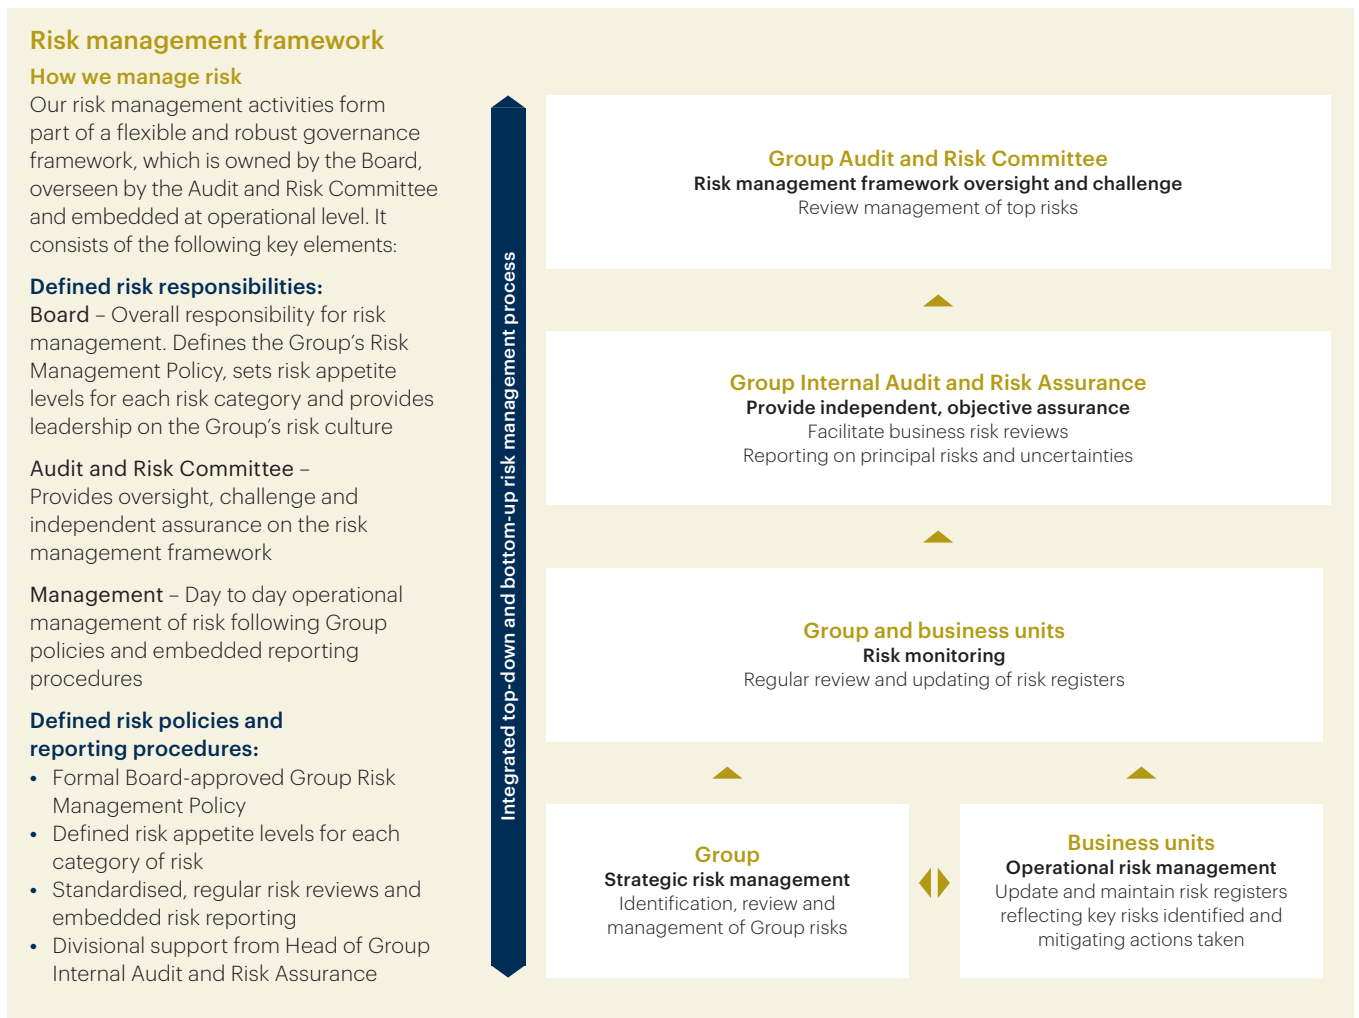 Risk management framework
How we manage risk
Our risk management activities form
part of a flexible and robust governance
framework, which is owned by the Board,
overseen by the Audit and Risk Committee
and embedded at operational level. It
consists of the following key elements:
Defined risk responsibilities:
Board – Overall responsibility for risk
management. Defines the Group’s Risk
Management Policy, sets risk appetite
levels for each risk category and provides
leadership on the Group’s risk culture
Audit and Risk Committee –
Provides oversight, challenge and
independent assurance on the risk
management framework
Management – Day to day operational
management of risk following Group
policies and embedded reporting
procedures
Defined risk policies and
reporting procedures:
• Formal Board-approved Group Risk
Management Policy
• Defined risk appetite levels for each
category of risk
• Standardised, regular risk reviews and
embedded risk reporting
• Divisional support from Head of Group
Internal Audit and Risk Assurance
Integrated top-down and bottom-up risk management process
Group Audit and Risk Committee
Risk management framework oversight and challenge
Review management of top risks
Group Internal Audit and Risk Assurance
Provide independent, objective assurance
Facilitate business risk reviews
Reporting on principal risks and uncertainties
Group and business units
Risk monitoring
Regular review and updating of risk registers
Group
Strategic risk management
Identification, review and
management of Group risks
Business units
Operational risk management
Update and maintain risk registers
reflecting key risks identified and
mitigating actions taken